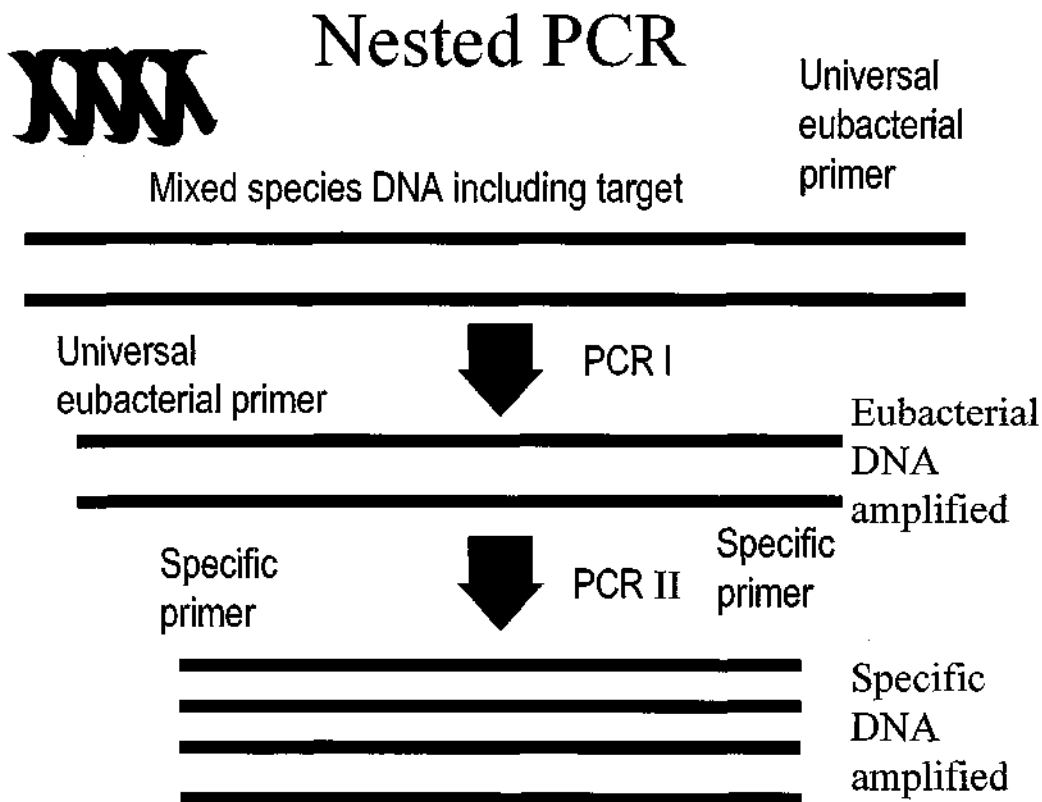 Nested PCR
Universal
eubacterial
primer
Mixed species DNA including target
Universal
eubacterial primer
PCR I
Eubacterial
DNA
amplified
Specific
primer
PCR II
Specific
primer
Specific
DNA
amplified